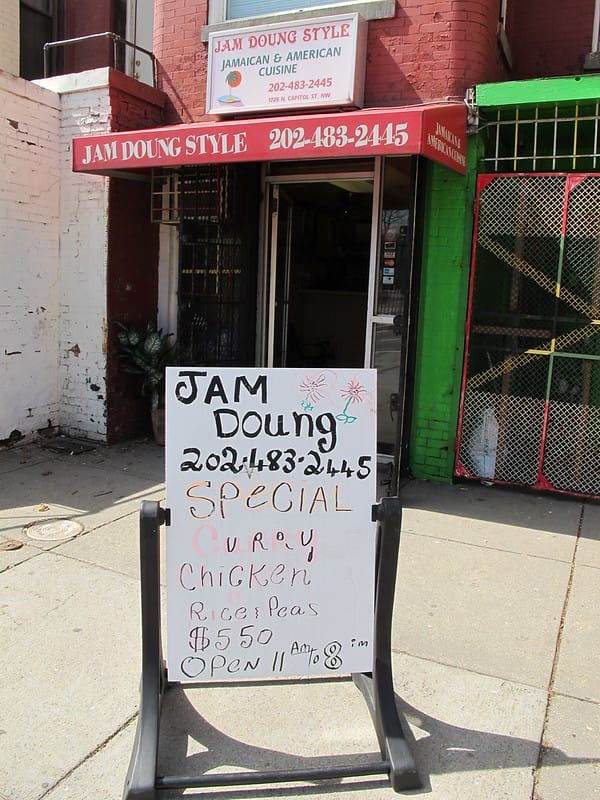 JAM DOUNG STYLE
JAMAICAN & AMERICAN
CUISINE
202-483-2445
1726 N. CAPITOL ST. NW
JAM DOUNG STYLE 202-483-2445
JAMAICAN &
AMERICAN CUISINE
JAM
DOUNG
202-483-2445
SPECIAL
CURRY
CHICKEN
RICE & Peas
$550
OPEN 11 AM TO 8 PM